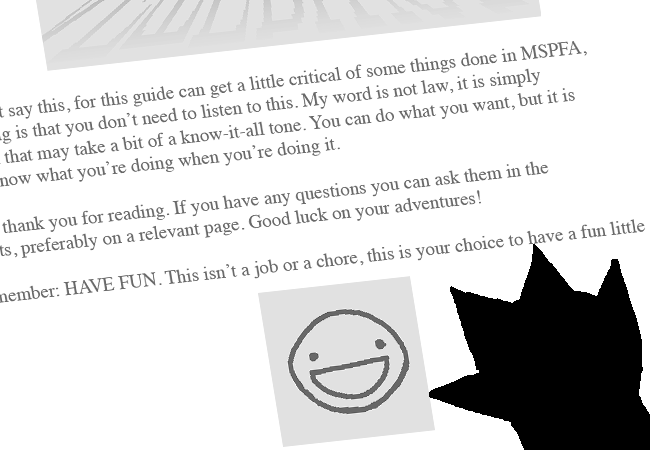 say this, for this guide can get a little critical of some things done in MSPFA,
is that you don't need to listen to this. My word is not law, it is simply
that may take a bit of a know-it-all tone. You can do what you want, but it is
now what you're doing when you're doing it.
thank you for reading. If you have any questions you can ask them in the
ts, preferably on a relevant page. Good luck on your adventures!
member: HAVE FUN. This isn't a job or a chore, this is your choice to have a fun little